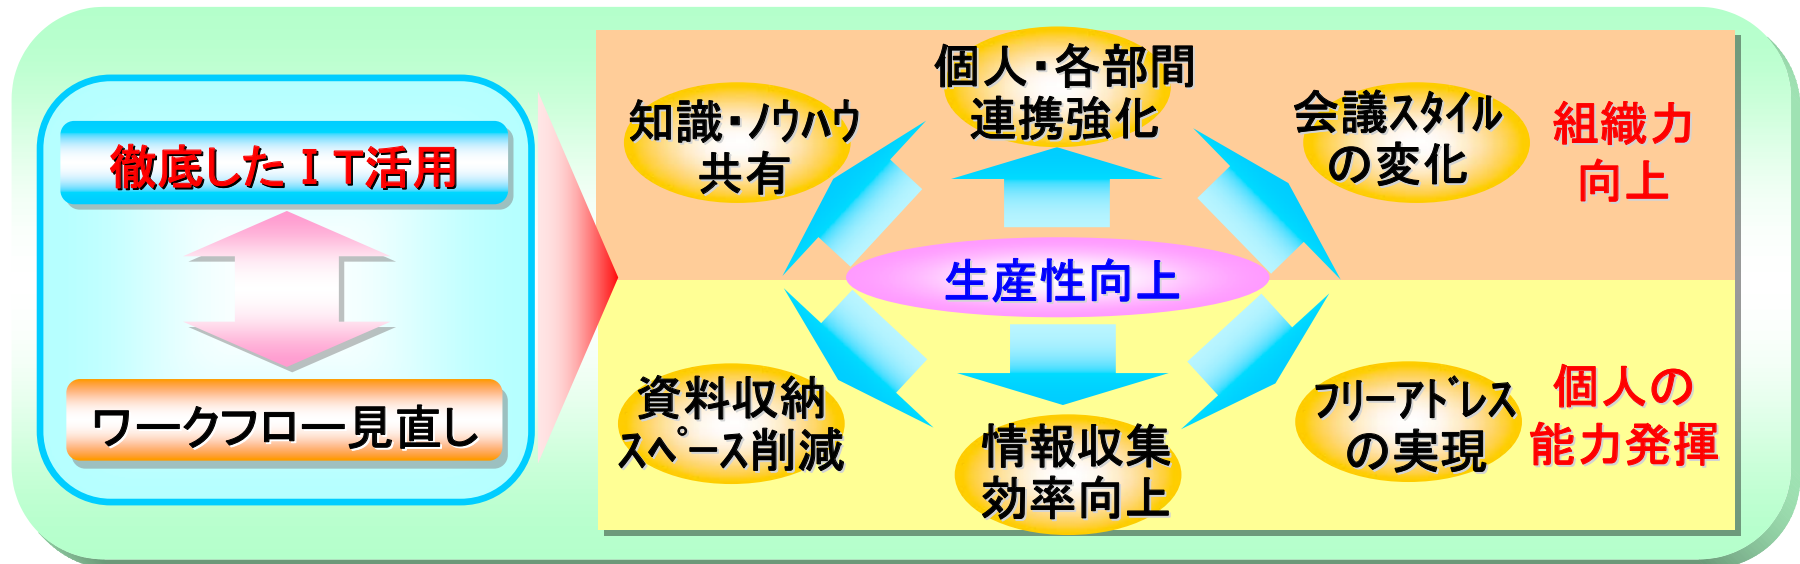 徹底したＩＴ活用
ワークフロー見直し
知識・ﾉｳﾊｳ
共有
個人・各部間
連携強化
会議ｽﾀｲﾙ
の変化
組織力
向上
生産性向上
資料収納
ｽﾍﾟｰｽ削減
情報収集
効率向上
ﾌﾘｰｱﾄﾞﾚｽ
の実現
個人の
能力発揮